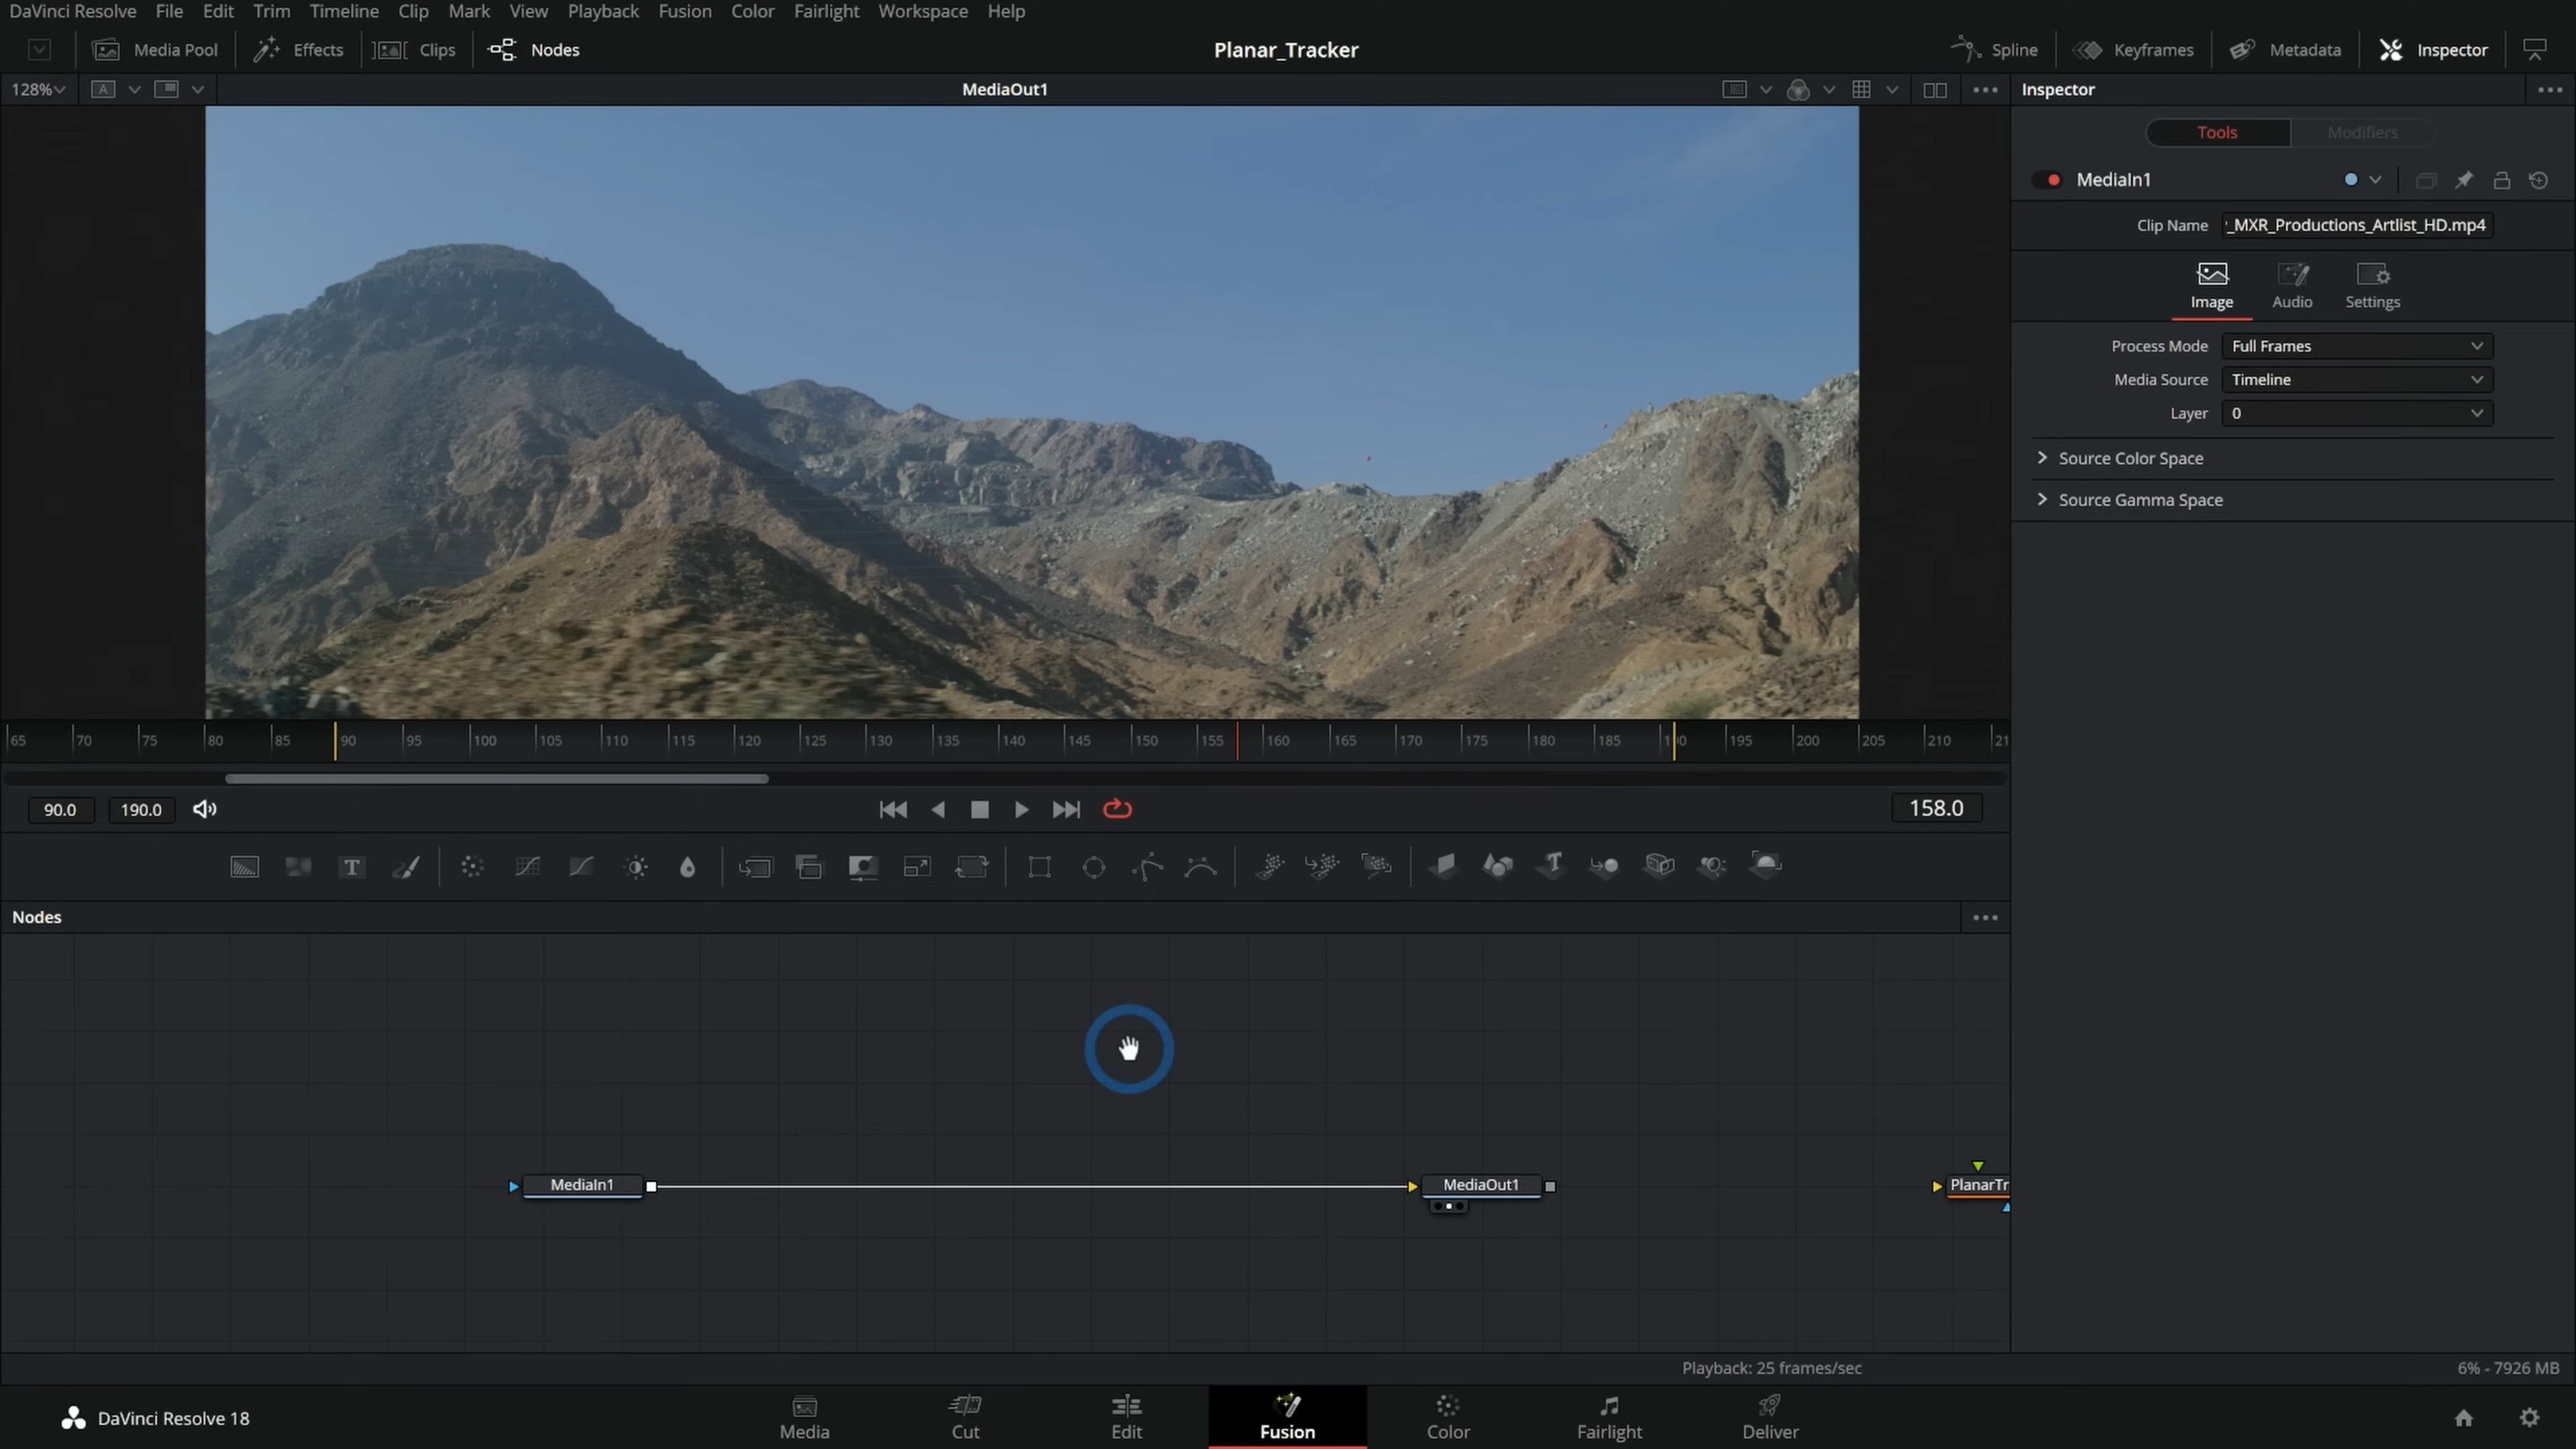 DaVinci Resolve File Edit Trim Timeline Clip Mark View Playback Fusion Color Fairlight Workspace Help
Media Pool Effects Clips Nodes Planar_Tracker Spline Keyframes Metadata Inspector
128% A MediaOut1 Inspector
Tools Modifiers
MediaIn1
Clip Name '_MXR_Productions_Artlist_HD.mp4
Image Audio Settings
Process Mode Full Frames
Media Source Timeline
Layer 0
Source Color Space
Source Gamma Space
65 70 75 80 85 90 95 100 105 110 115 120 125 130 135 140 145 150 155 160 165 170 175 180 185 195 200 205 210
90.0 190.0 158.0
T T
Nodes
MediaIn1 MediaOut1 PlanarTr
Playback: 25 frames/sec 6% - 7926 MB
DaVinci Resolve 18 Media Cut Edit Fusion Color Fairlight Deliver